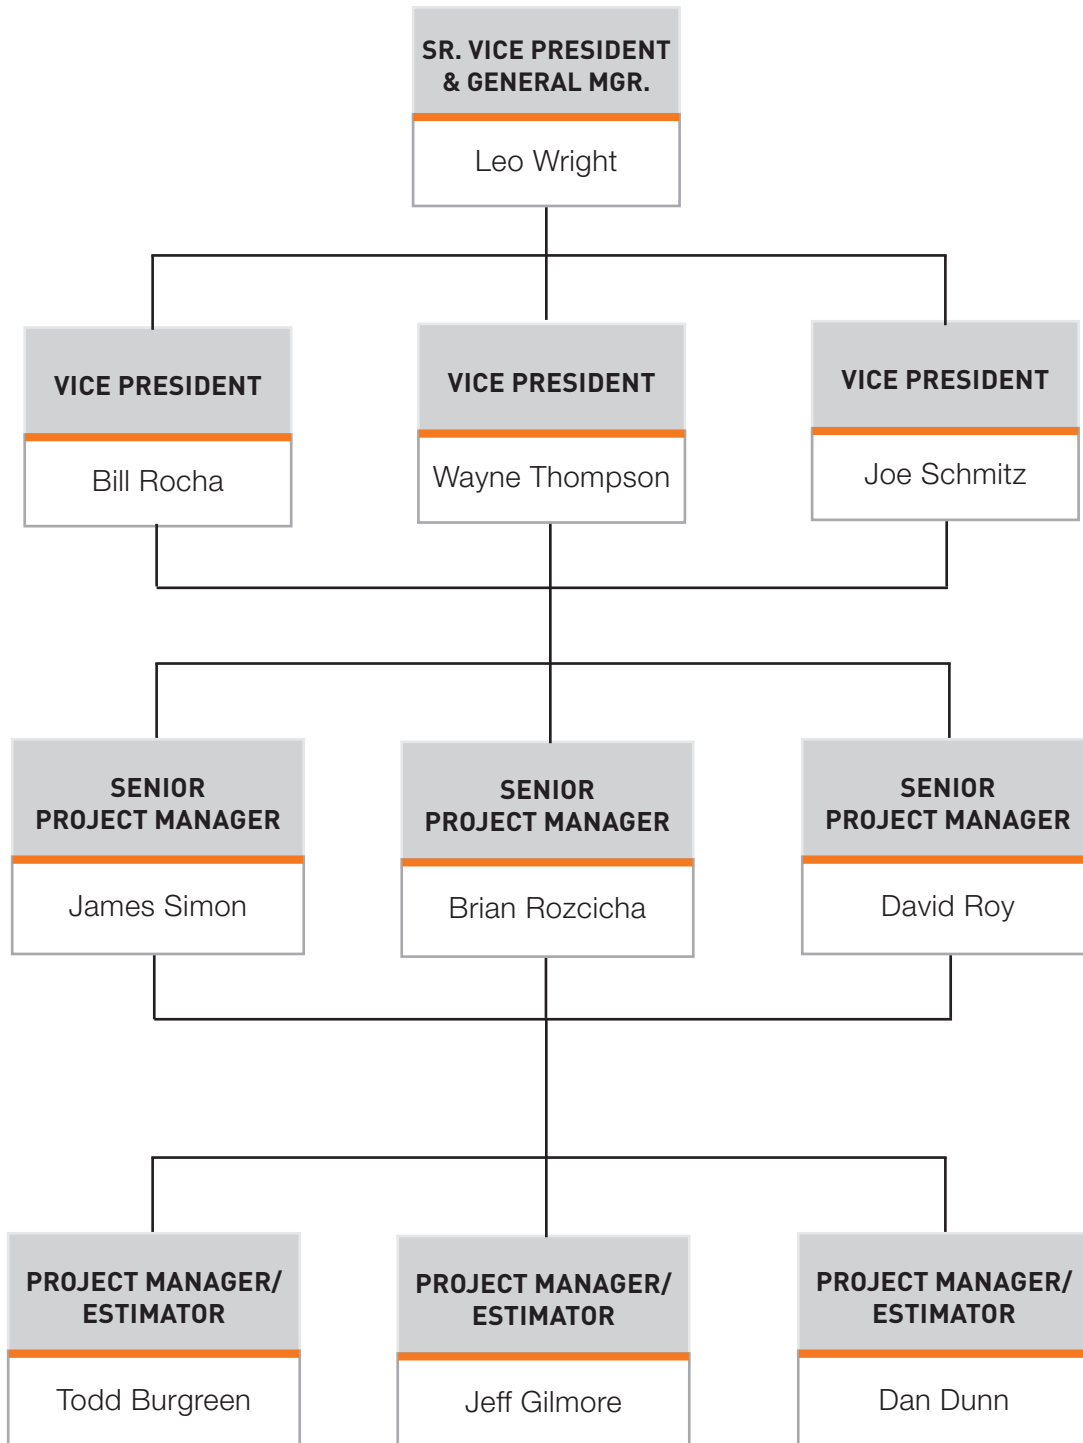 SR. VICE PRESIDENT
& GENERAL MGR.
Leo Wright
VICE PRESIDENT
Bill Rocha
VICE PRESIDENT
Wayne Thompson
VICE PRESIDENT
Joe Schmitz
SENIOR
PROJECT MANAGER
James Simon
SENIOR
PROJECT MANAGER
Brian Rozcicha
SENIOR
PROJECT MANAGER
David Roy
PROJECT MANAGER/
ESTIMATOR
Todd Burgreen
PROJECT MANAGER/
ESTIMATOR
Jeff Gilmore
PROJECT MANAGER/
ESTIMATOR
Dan Dunn